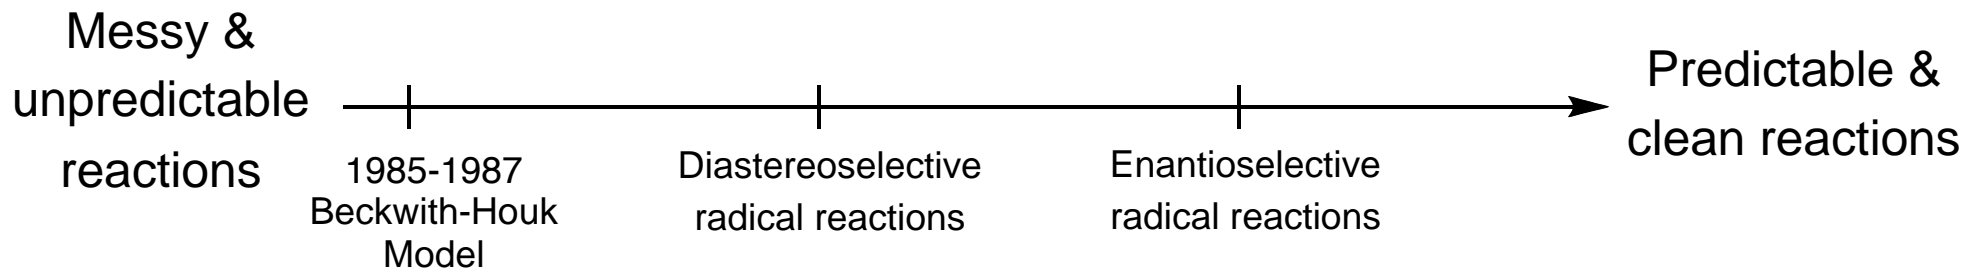 Messy &
unpredictable
reactions
1985-1987
Beckwith-Houk
Model
Diastereoselective
radical reactions
Enantioselective
radical reactions
Predictable &
clean reactions